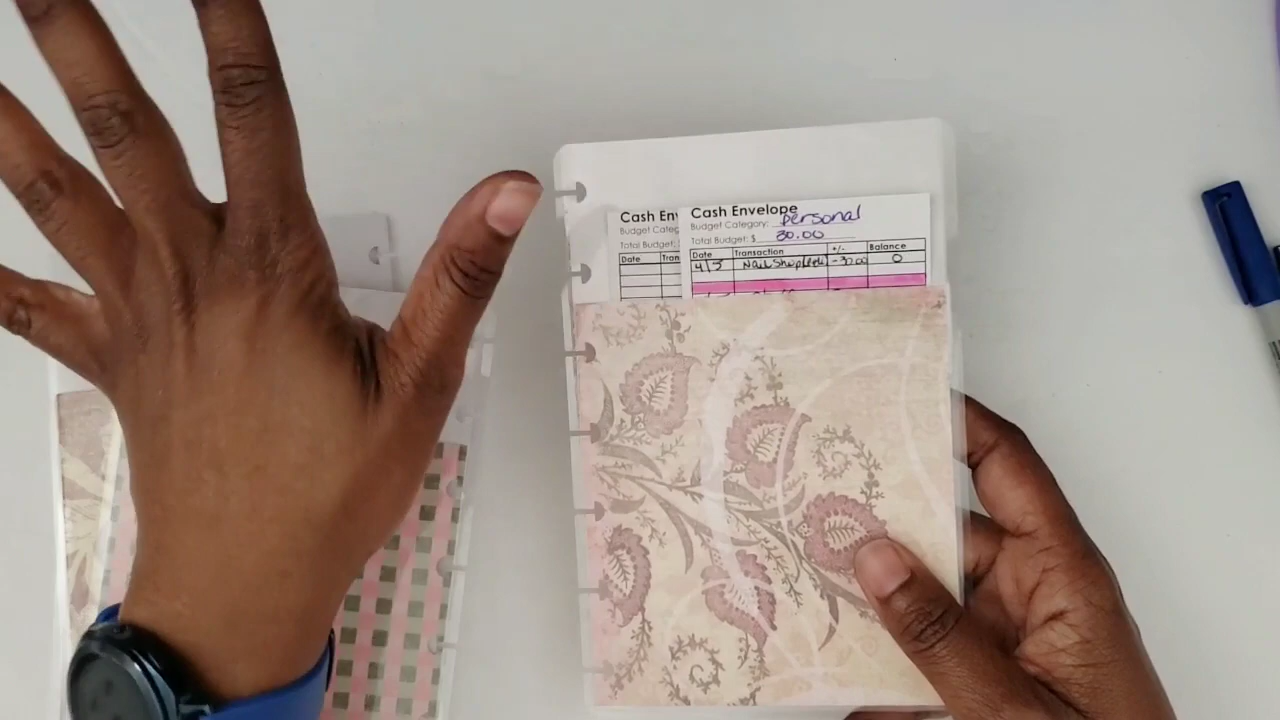 Cash En
Budget Categ
Total Budget: $
Date Tran
Cash Envelope
Budget Category: Personal
Total Budget: $ 30.00
Date Transaction +/- Balance
4/3 Nail Shop -30.00 0